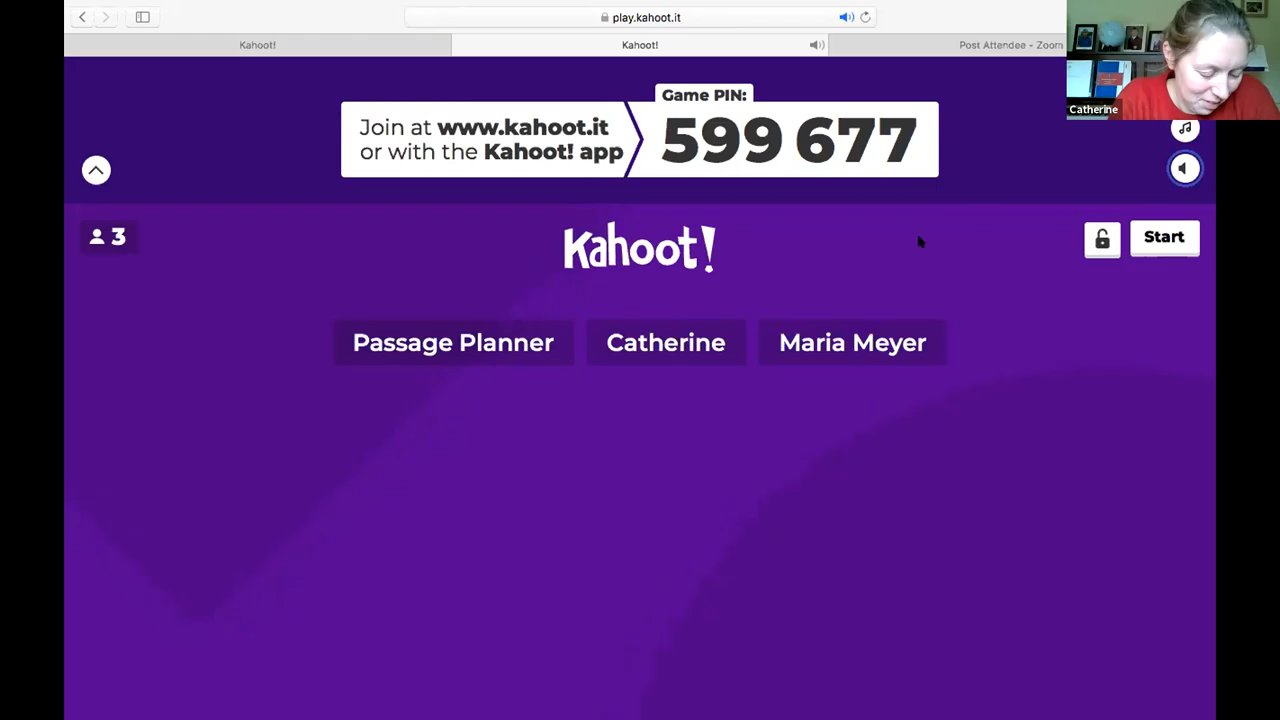 play.kahoot.it
Kahoot!
Kahoot!
Post Attendee - Zoom
Catherine
Game PIN:
Join at www.kahoot.it
or with the Kahoot! app
599 677
3
Kahoot!
Start
Passage Planner
Catherine
Maria Meyer